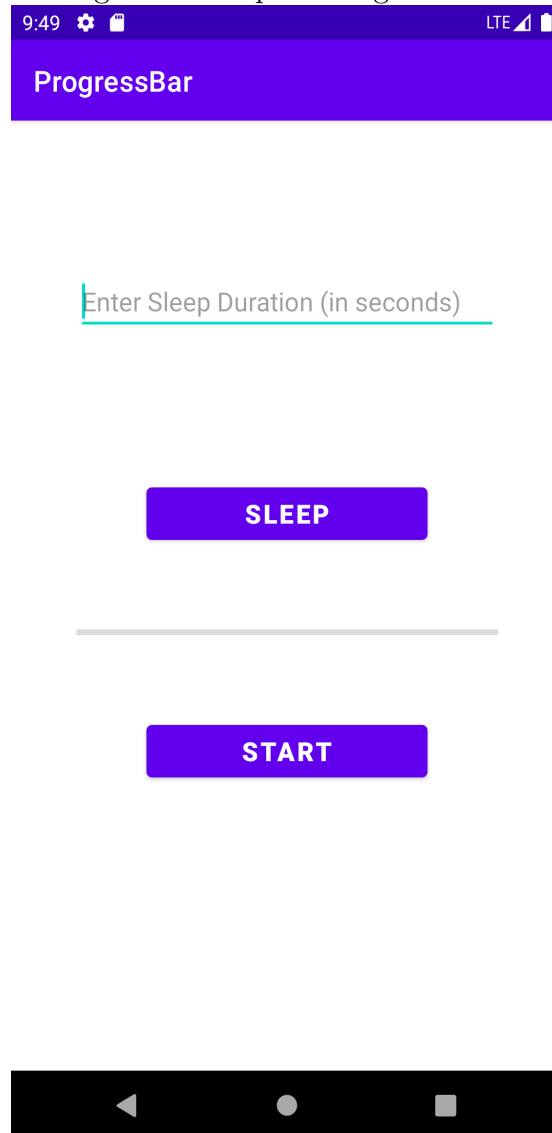 9:49 LTE
ProgressBar
Enter Sleep Duration (in seconds)
SLEEP
START